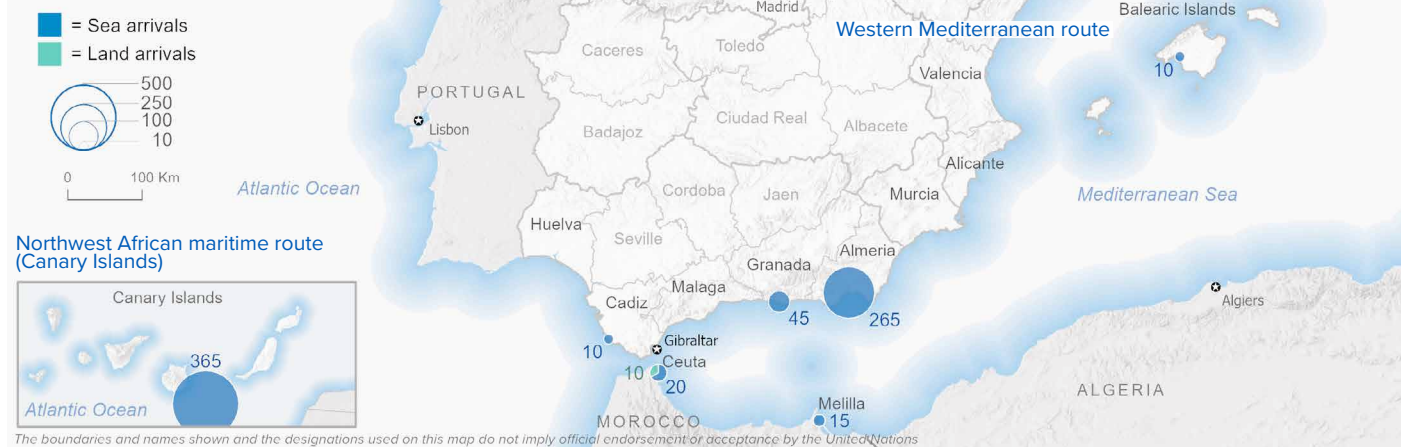 = Sea arrivals
= Land arrivals
500
250
100
10
0 100 Km
Madrid
Western Mediterranean route
Balearic Islands
10
Caceres
Toledo
Valencia
PORTUGAL
Lisbon
Badajoz
Ciudad Real
Albacete
Alicante
Atlantic Ocean
Cordoba
Jaen
Murcia
Mediterranean Sea
Huelva
Seville
Almeria
Granada
Malaga
Cadiz
45
265
Algiers
10
Gibraltar
Ceuta
10
20
ALGERIA
Melilla
15
MOROCCO
Northwest African maritime route
(Canary Islands)
Canary Islands
365
Atlantic Ocean
The boundaries and names shown and the designations used on this map do not imply official endorsement or acceptance by the United Nations